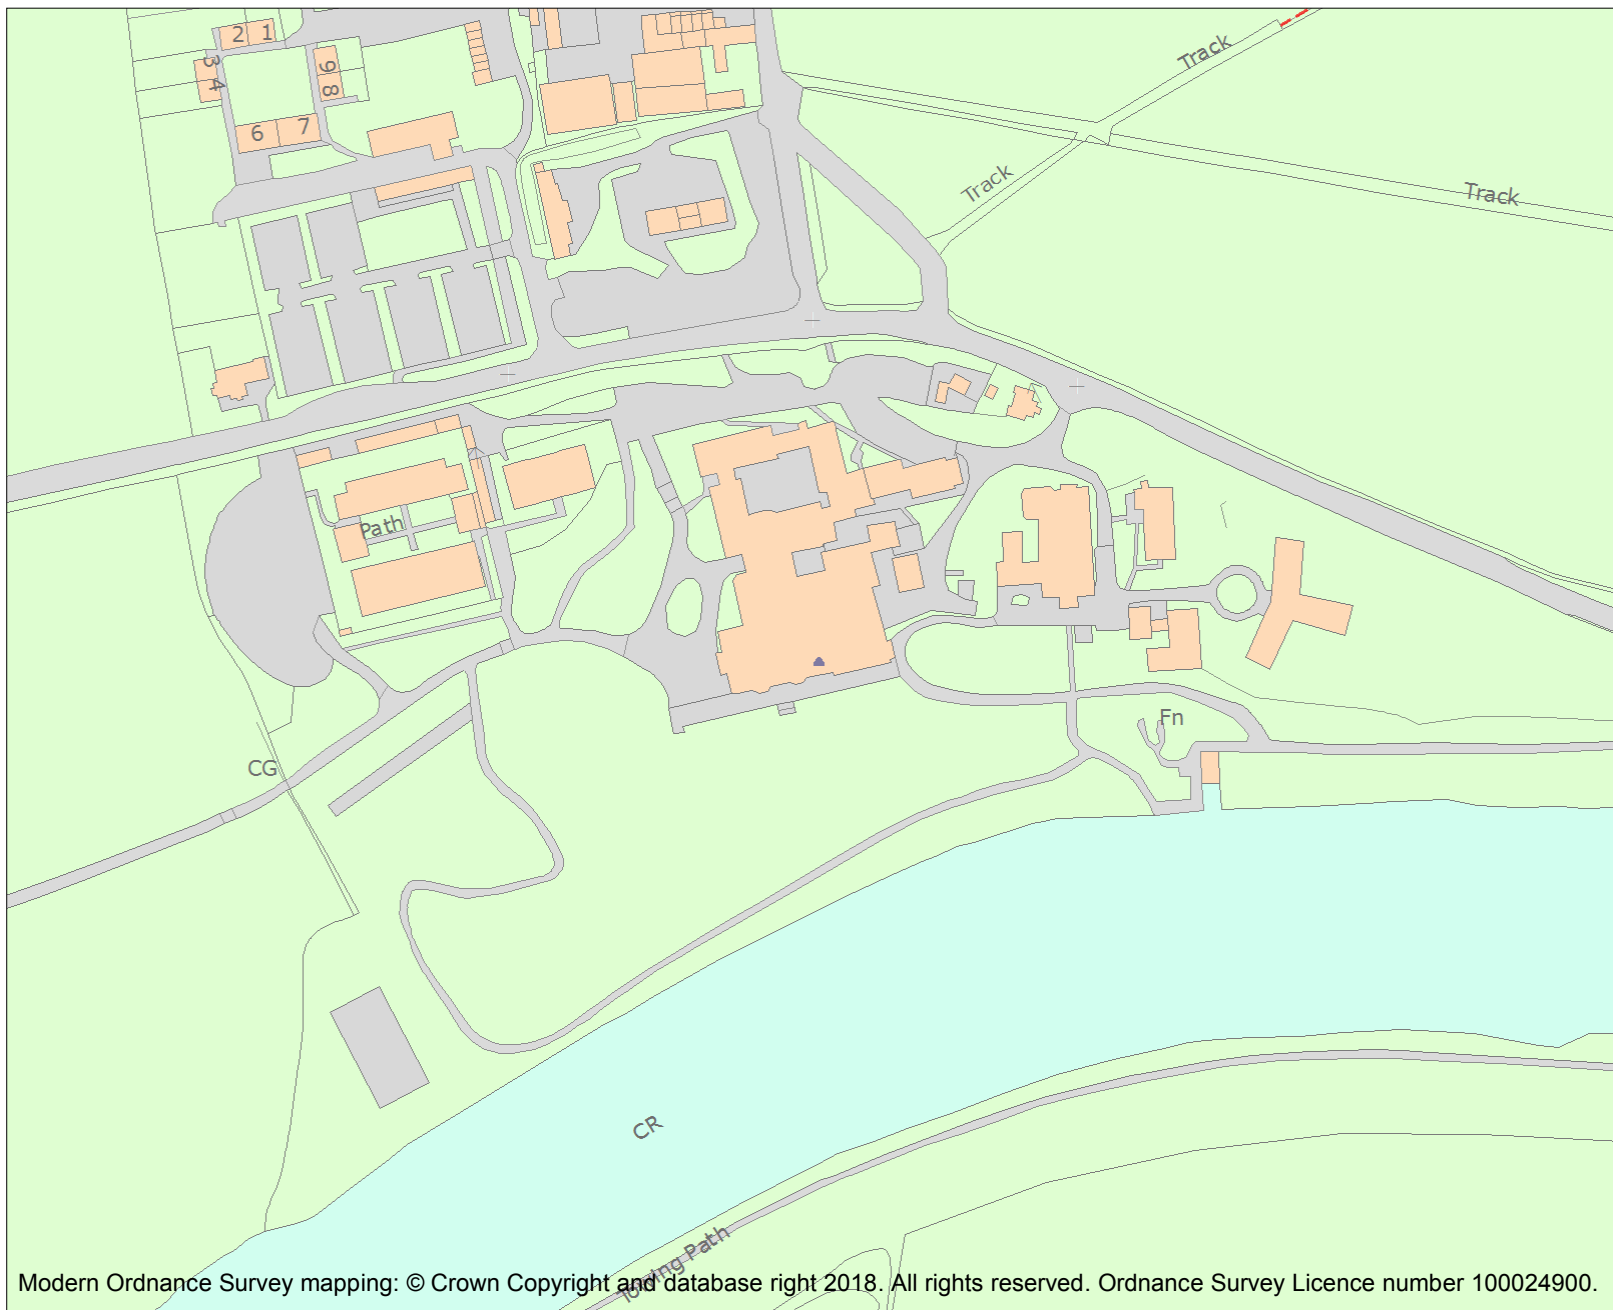 2 1
Track
3
4
9
8
6
7
Track
Track
Path
Fn
CG
CR
Towing Path
Modern Ordnance Survey mapping: © Crown Copyright and database right 2018. All rights reserved. Ordnance Survey Licence number 100024900.